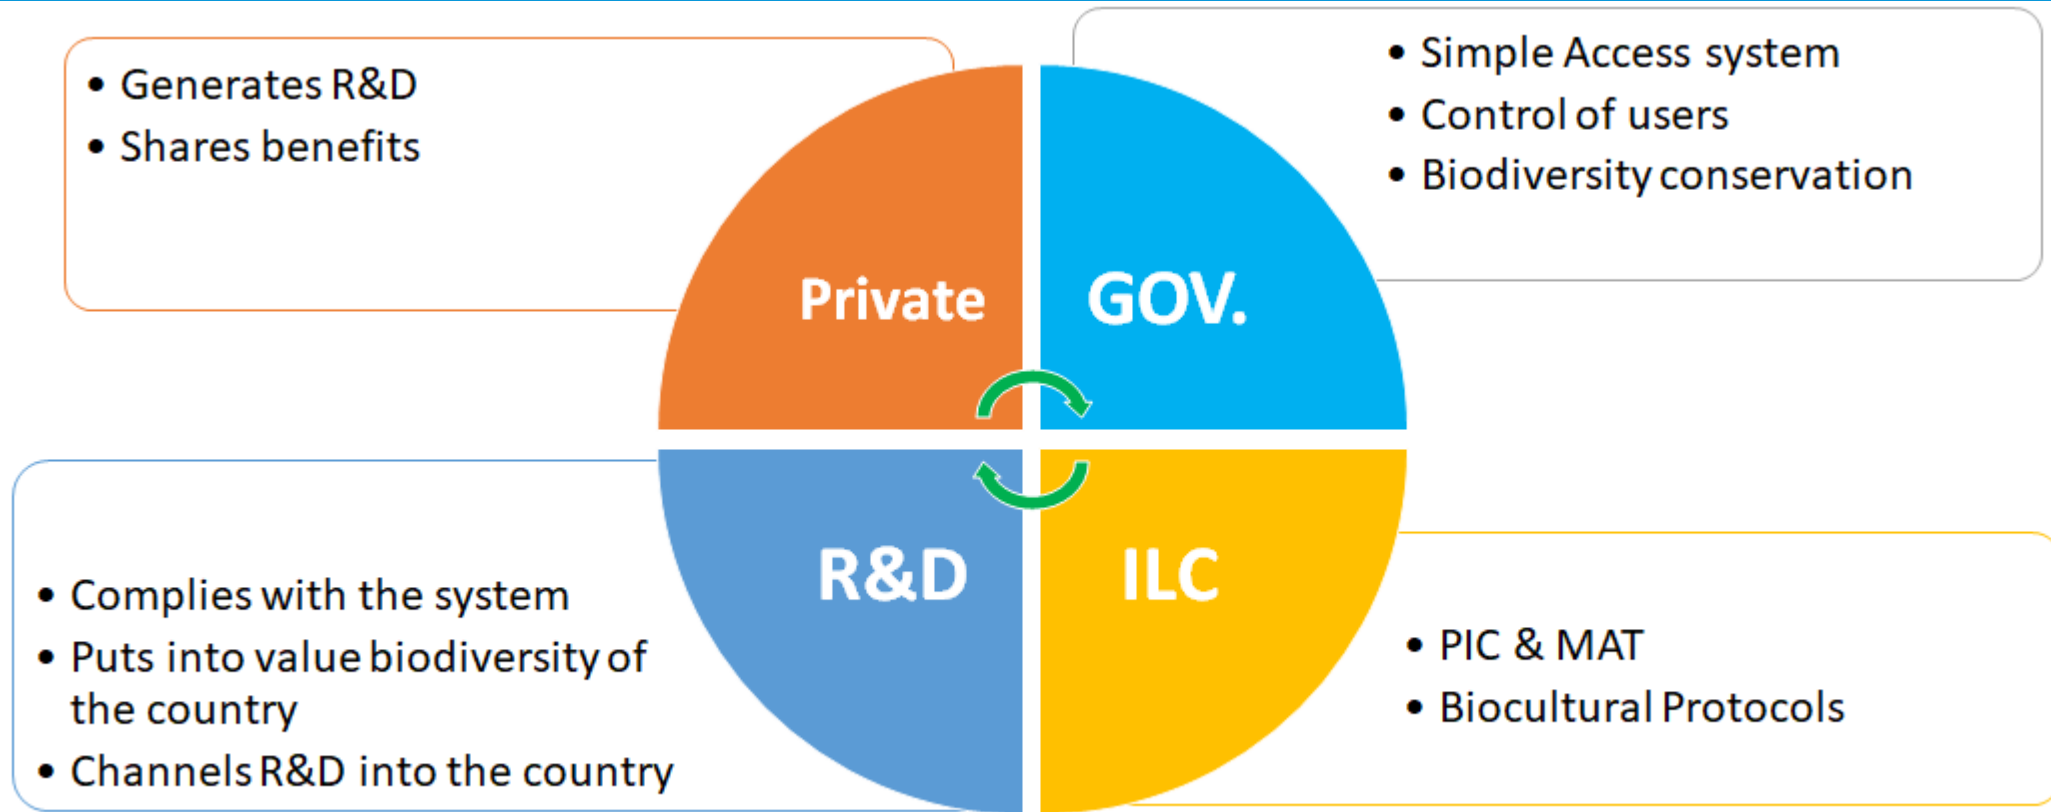 • Generates R&D
• Shares benefits
• Simple Access system
• Control of users
• Biodiversity conservation
Private
GOV.
R&D
ILC
• Complies with the system
• Puts into value biodiversity of
the country
• Channels R&D into the country
• PIC & MAT
• Biocultural Protocols